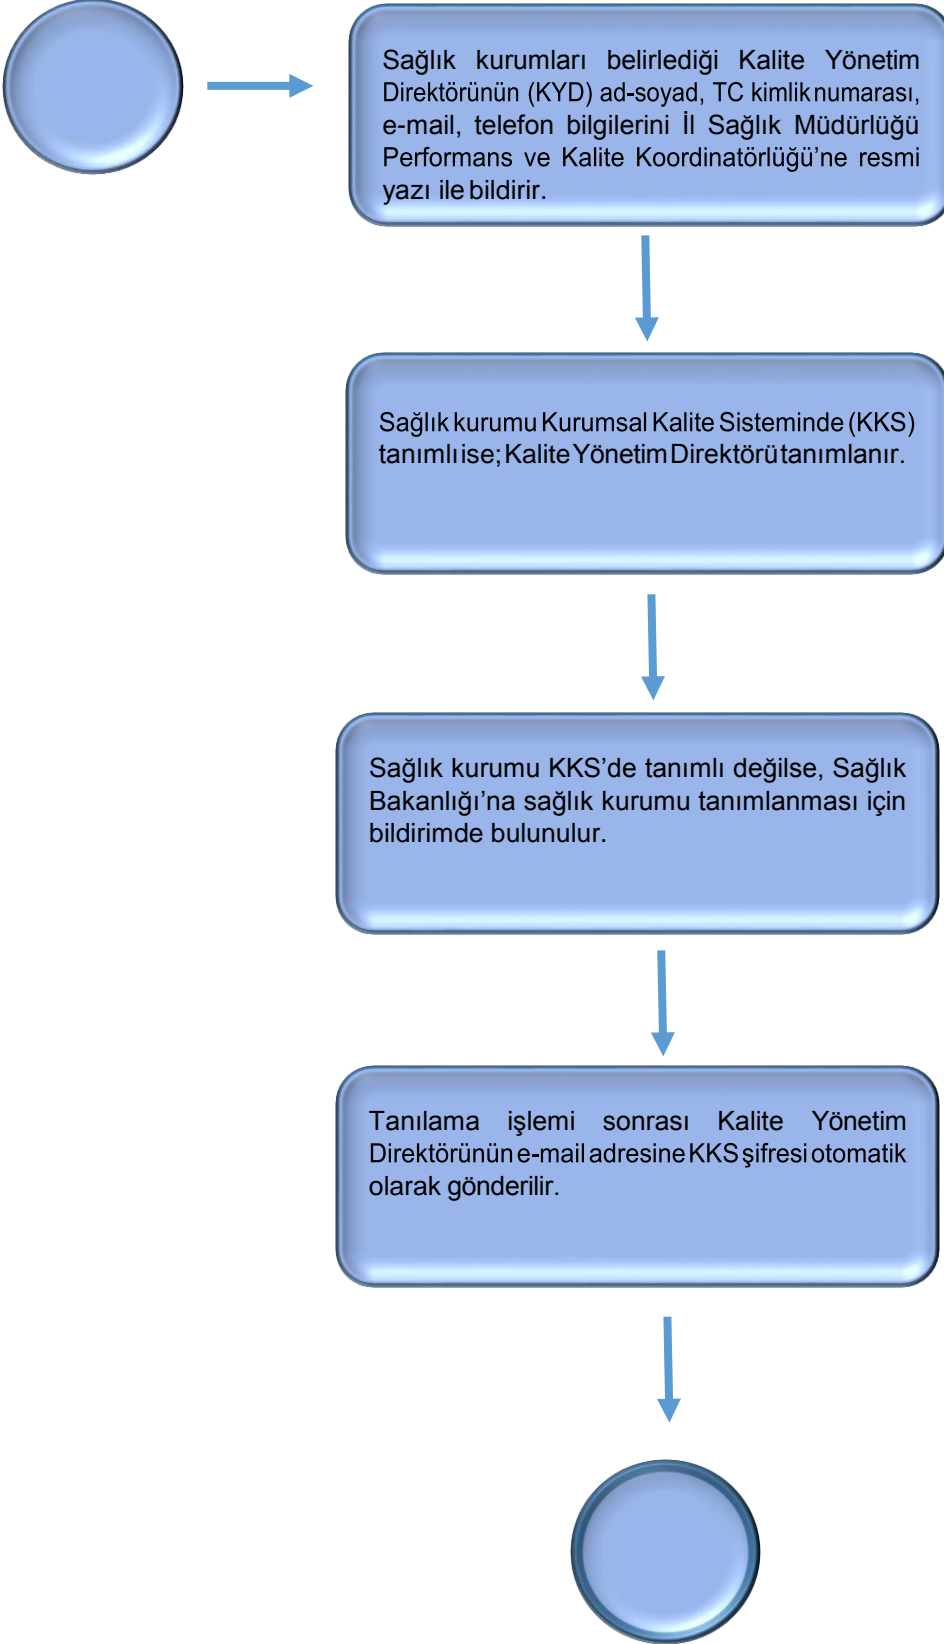 Sağlık kurumları belirlediği Kalite Yönetim
Direktörünün (KYD) ad-soyad, TC kimlik numarası,
e-mail, telefon bilgilerini İl Sağlık Müdürlüğü
Performans ve Kalite Koordinatörlüğü’ne resmi
yazı ile bildirir.
Sağlık kurumu Kurumsal Kalite Sisteminde (KKS)
tanımlı ise; Kalite Yönetim Direktörü tanımlanır.
Sağlık kurumu KKS’de tanımlı değilse, Sağlık
Bakanlığı’na sağlık kurumu tanımlanması için
bildirimde bulunulur.
Tanılama işlemi sonrası Kalite Yönetim
Direktörünün e-mail adresine KKS şifresi otomatik
olarak gönderilir.